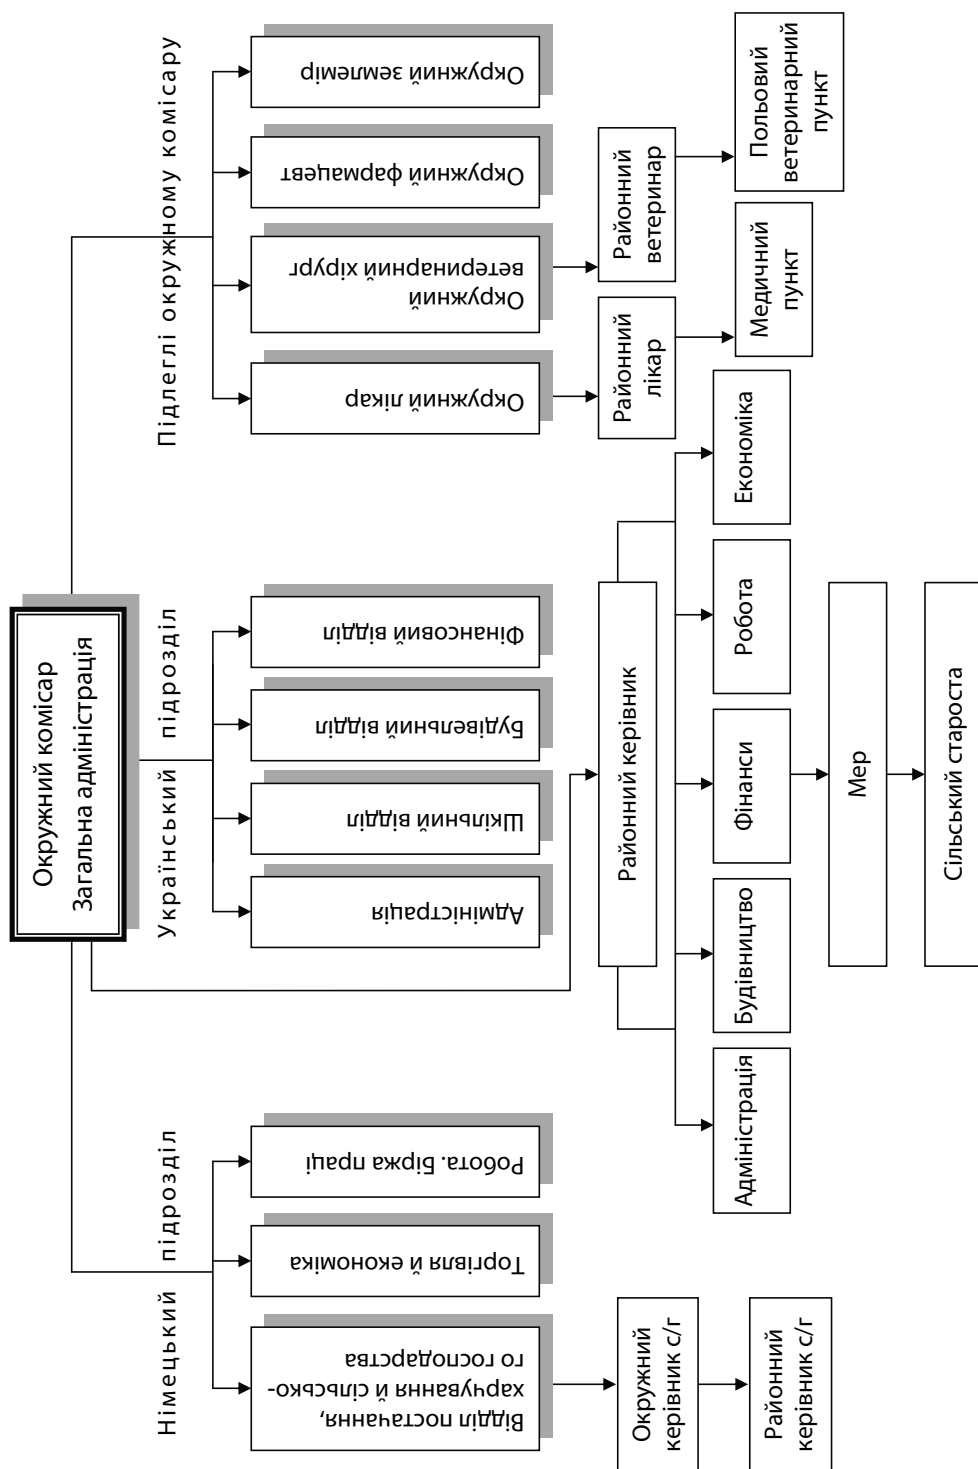 Окружний комісар
Загальна адміністрація
Німецький підрозділ
Український підрозділ
Підлеглі окружному комісару
Відділ постачання,
харчування й сільсько-
го господарства
Торгівля й економіка
Робота. Біржа праці
Адміністрація
Шкільний відділ
Будівельний відділ
Фінансовий відділ
Окружний лікар
Окружний
ветеринарний хірург
Окружний фармацевт
Окружний землемір
Окружний
керівник с/г
Районний
керівник с/г
Районний керівник
Районний
лікар
Районний
ветеринар
Адміністрація
Будівництво
Фінанси
Робота
Економіка
Медичний
пункт
Польовий
ветеринарний
пункт
Мер
Сільський староста